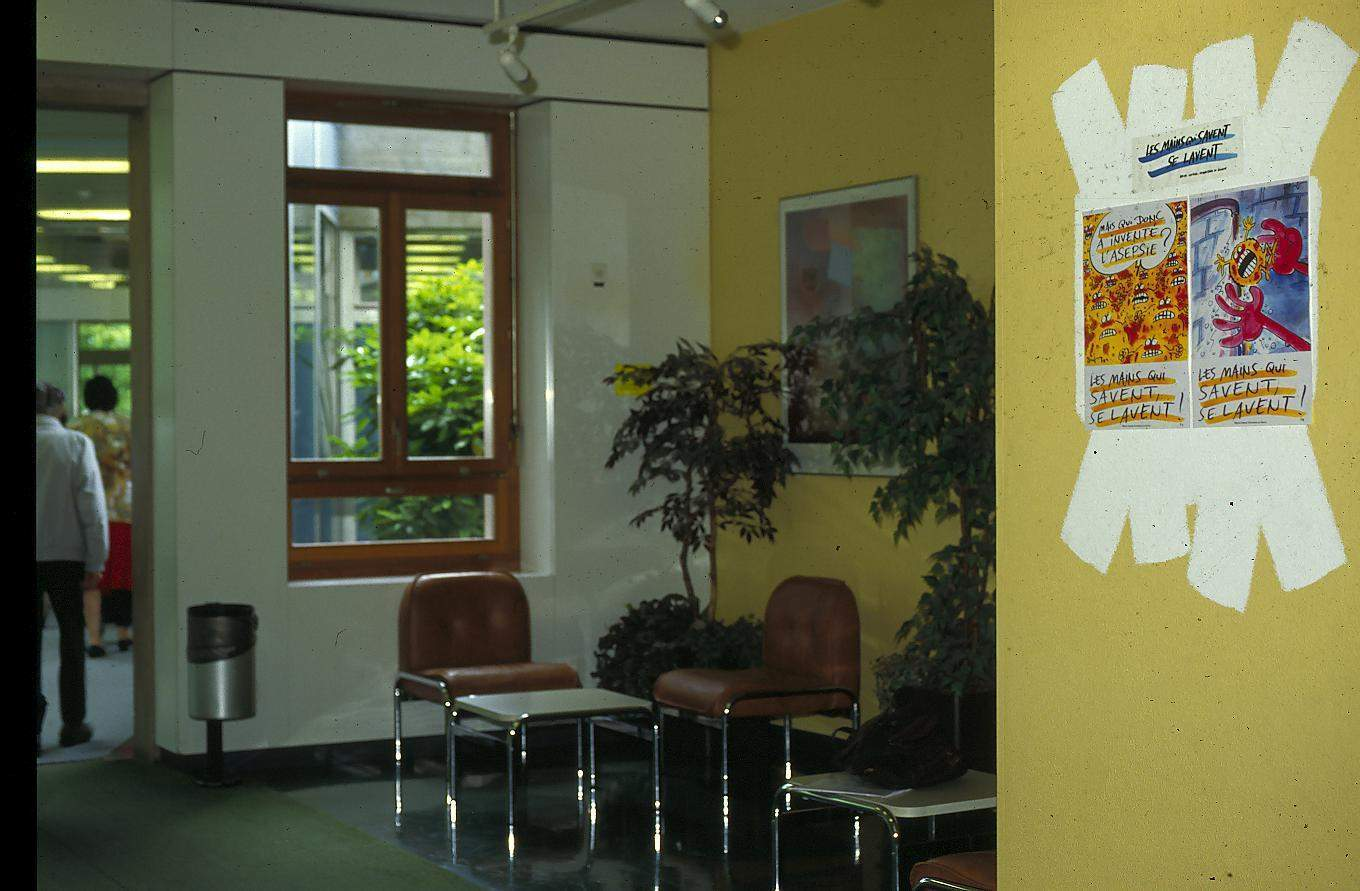 LES MAINS QUI SAVENT
SE LAVENT
MAIS QUI DONC
A INVENTÉ
L'ASEPSIE?
LES MAINS QUI
SAVENT,
SE LAVENT!
LES MAINS QUI
SAVENT,
SE LAVENT!